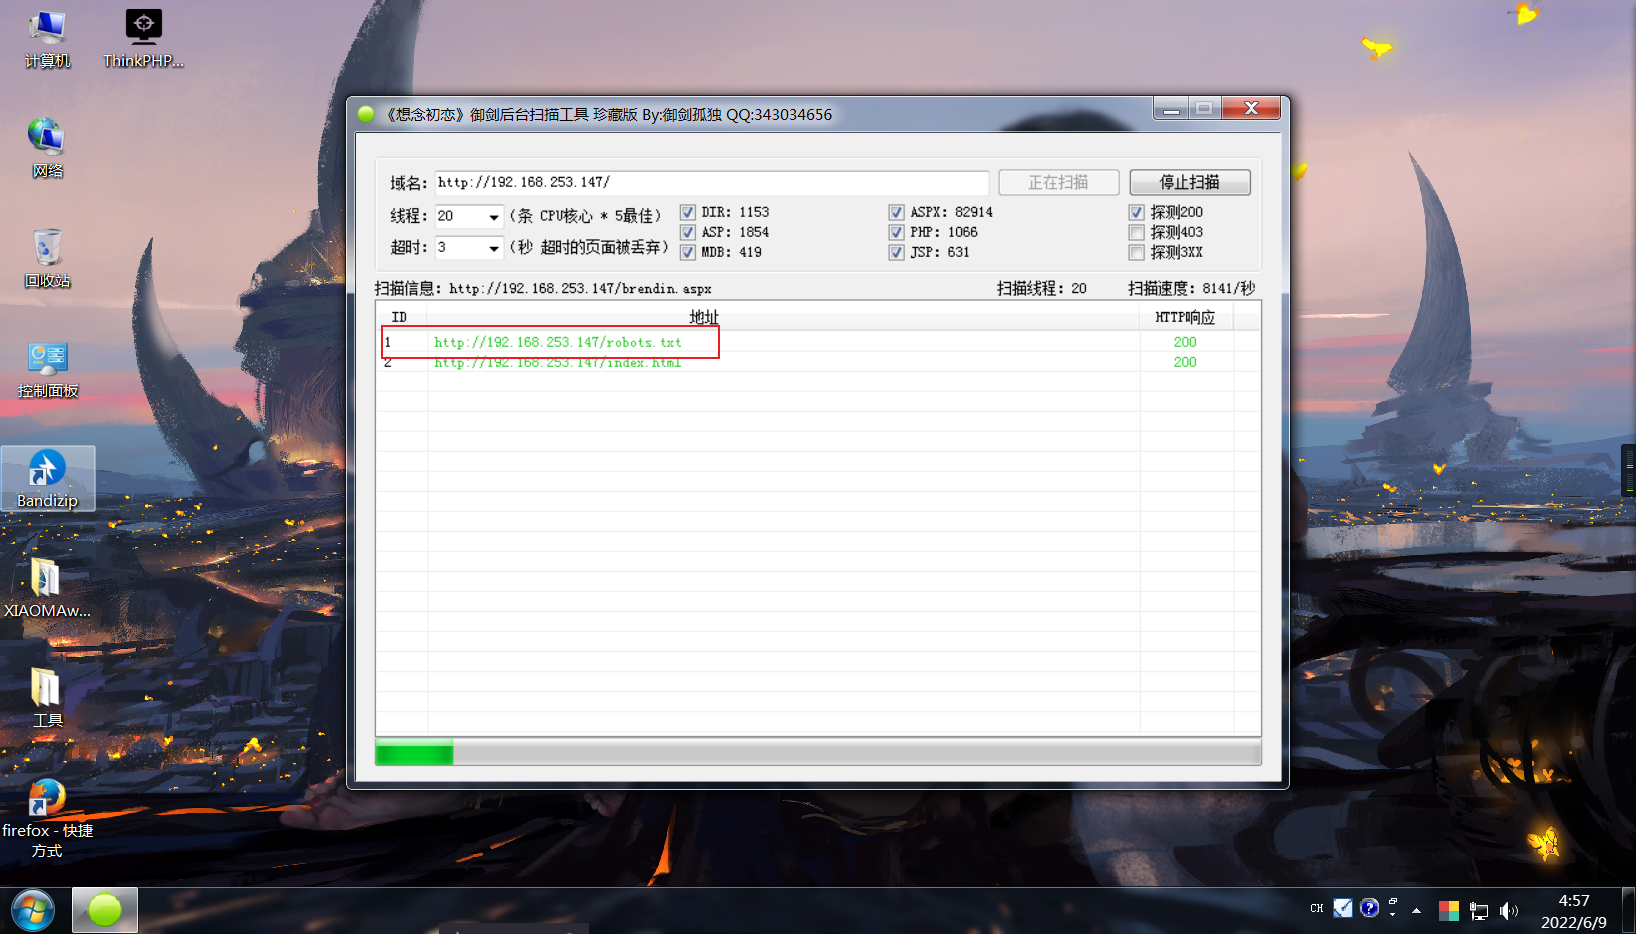 计算机
ThinkPHP...
网络
回收站
控制面板
Bandizip
XIAOMAw...
工具
firefox - 快捷
方式
《想念初恋》御剑后台扫描工具 珍藏版 By:御剑孤独 QQ:343034656
域名: http://192.168.253.147/ 正在扫描 停止扫描
线程: 20 (条 CPU核心 * 5最佳) DIR: 1153 ASPX: 82914 探测200
ASP: 1854 PHP: 1066 探测403
超时: 3 (秒 超时的页面被丢弃) MDB: 419 JSP: 631 探测3XX
扫描信息: http://192.168.253.147/brendin.aspx 扫描线程: 20 扫描速度: 8141/秒
ID 地址 HTTP响应
1 http://192.168.253.147/robots.txt 200
2 http://192.168.253.147/index.html 200
CH
4:57
2022/6/9